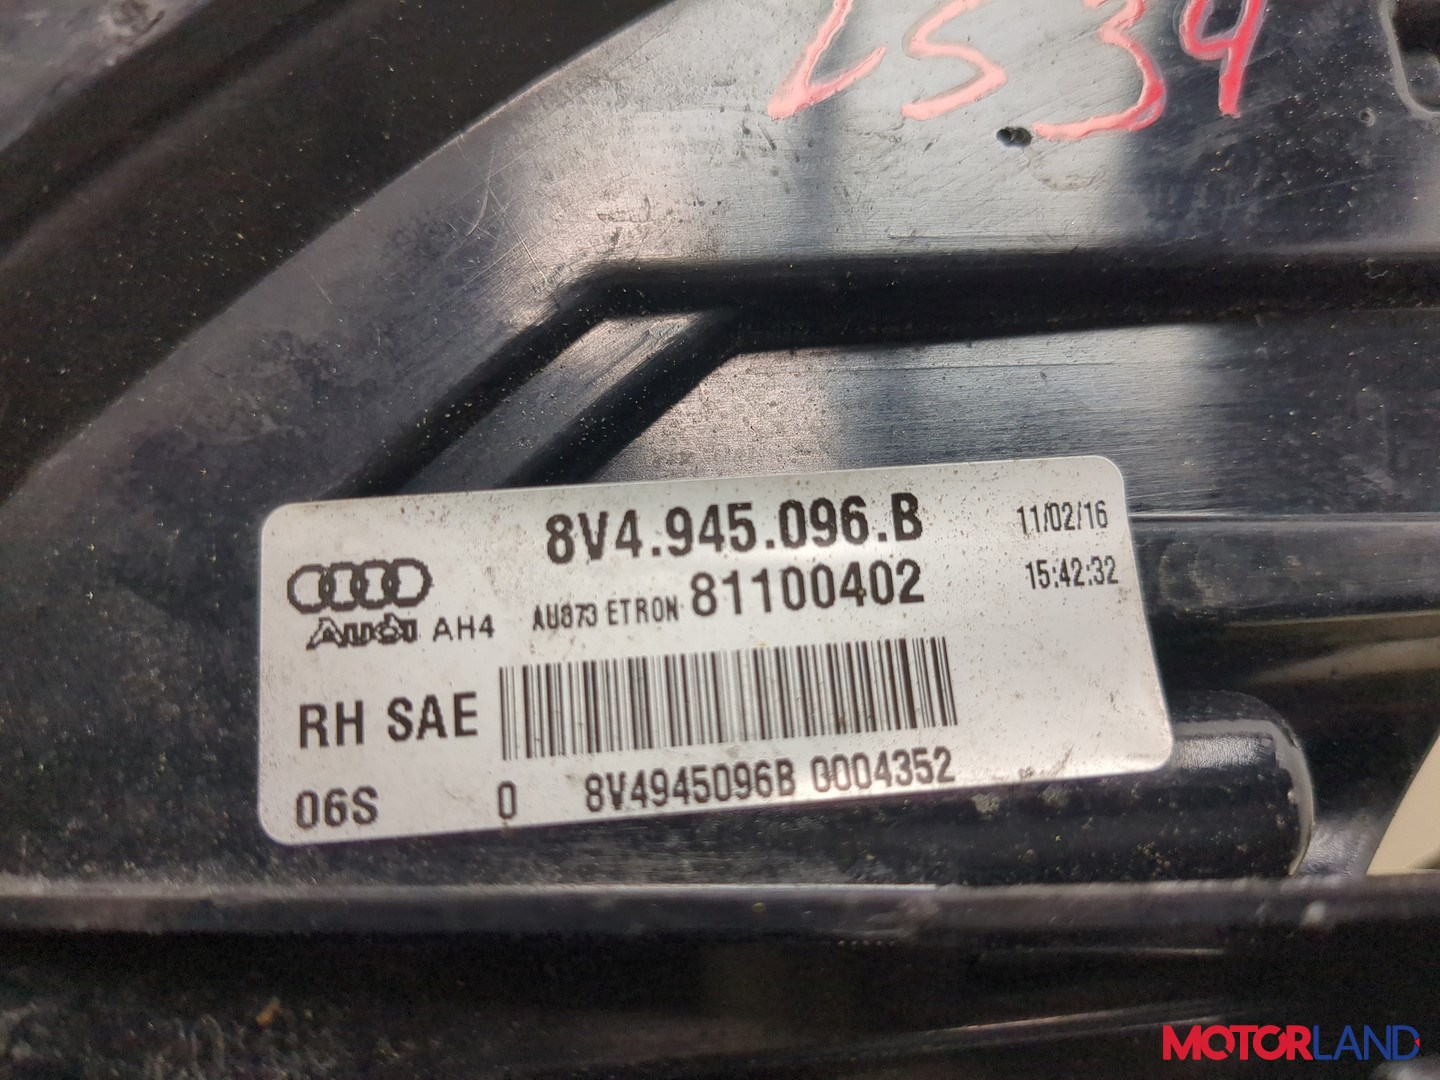 LS34
8V4.945.096.B
11/02/16
Audi AH4
AU873 ETRON 81100402
15:42:32
RH SAE
06S
0
8V4945096B 0004352
MOTORLAND